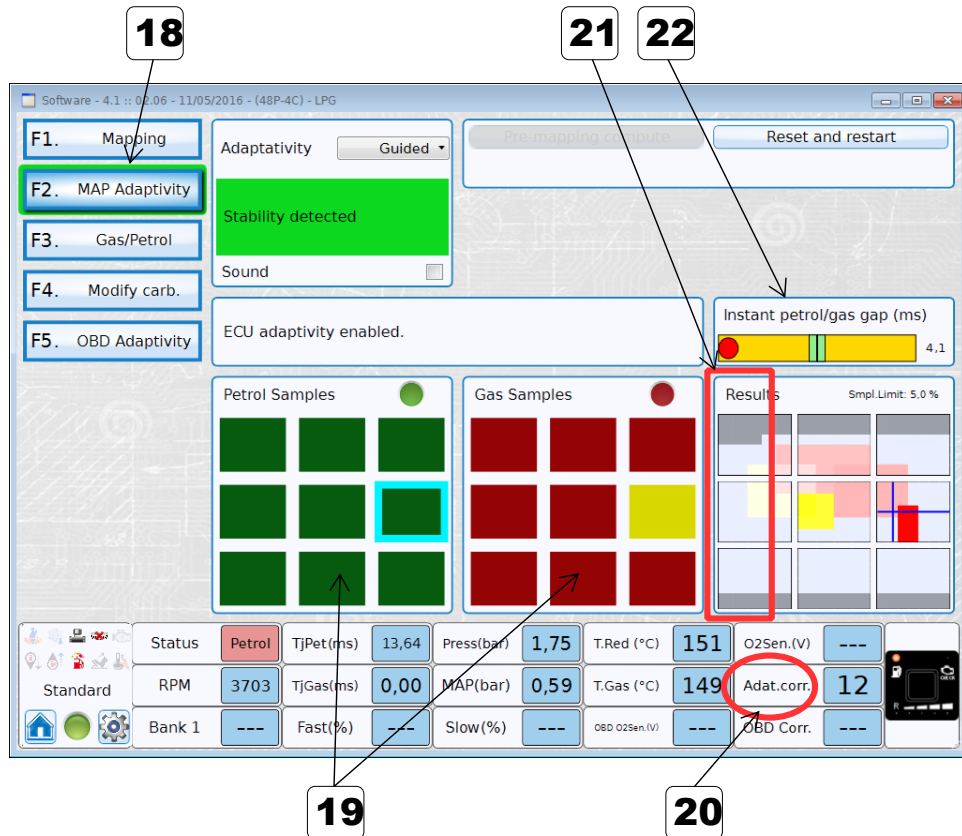 18
21
22
Software - 4.1 :: 02.06 - 11/05/2016 - (48P-4C) - LPG
F1. Mapping
F2. MAP Adaptivity
F3. Gas/Petrol
F4. Modify carb.
F5. OBD Adaptivity
Adaptativity Guided
Stability detected
Sound
Pre-mapping compute Reset and restart
ECU adaptivity enabled.
Instant petrol/gas gap (ms)
4,1
Petrol Samples
Gas Samples
Results Smpl.Limit: 5,0 %
Standard
Status Petrol TjPet(ms) 13,64 Press(bar) 1,75 T.Red (°C) 151 O2Sen.(V) ---
RPM 3703 TjGas(ms) 0,00 MAP(bar) 0,59 T.Gas (°C) 149 Adat.corr. 12
Bank 1 --- Fast(%) --- Slow(%) --- OBD O2Sen.(V) --- OBD Corr. ---
CHECK
R
19
20